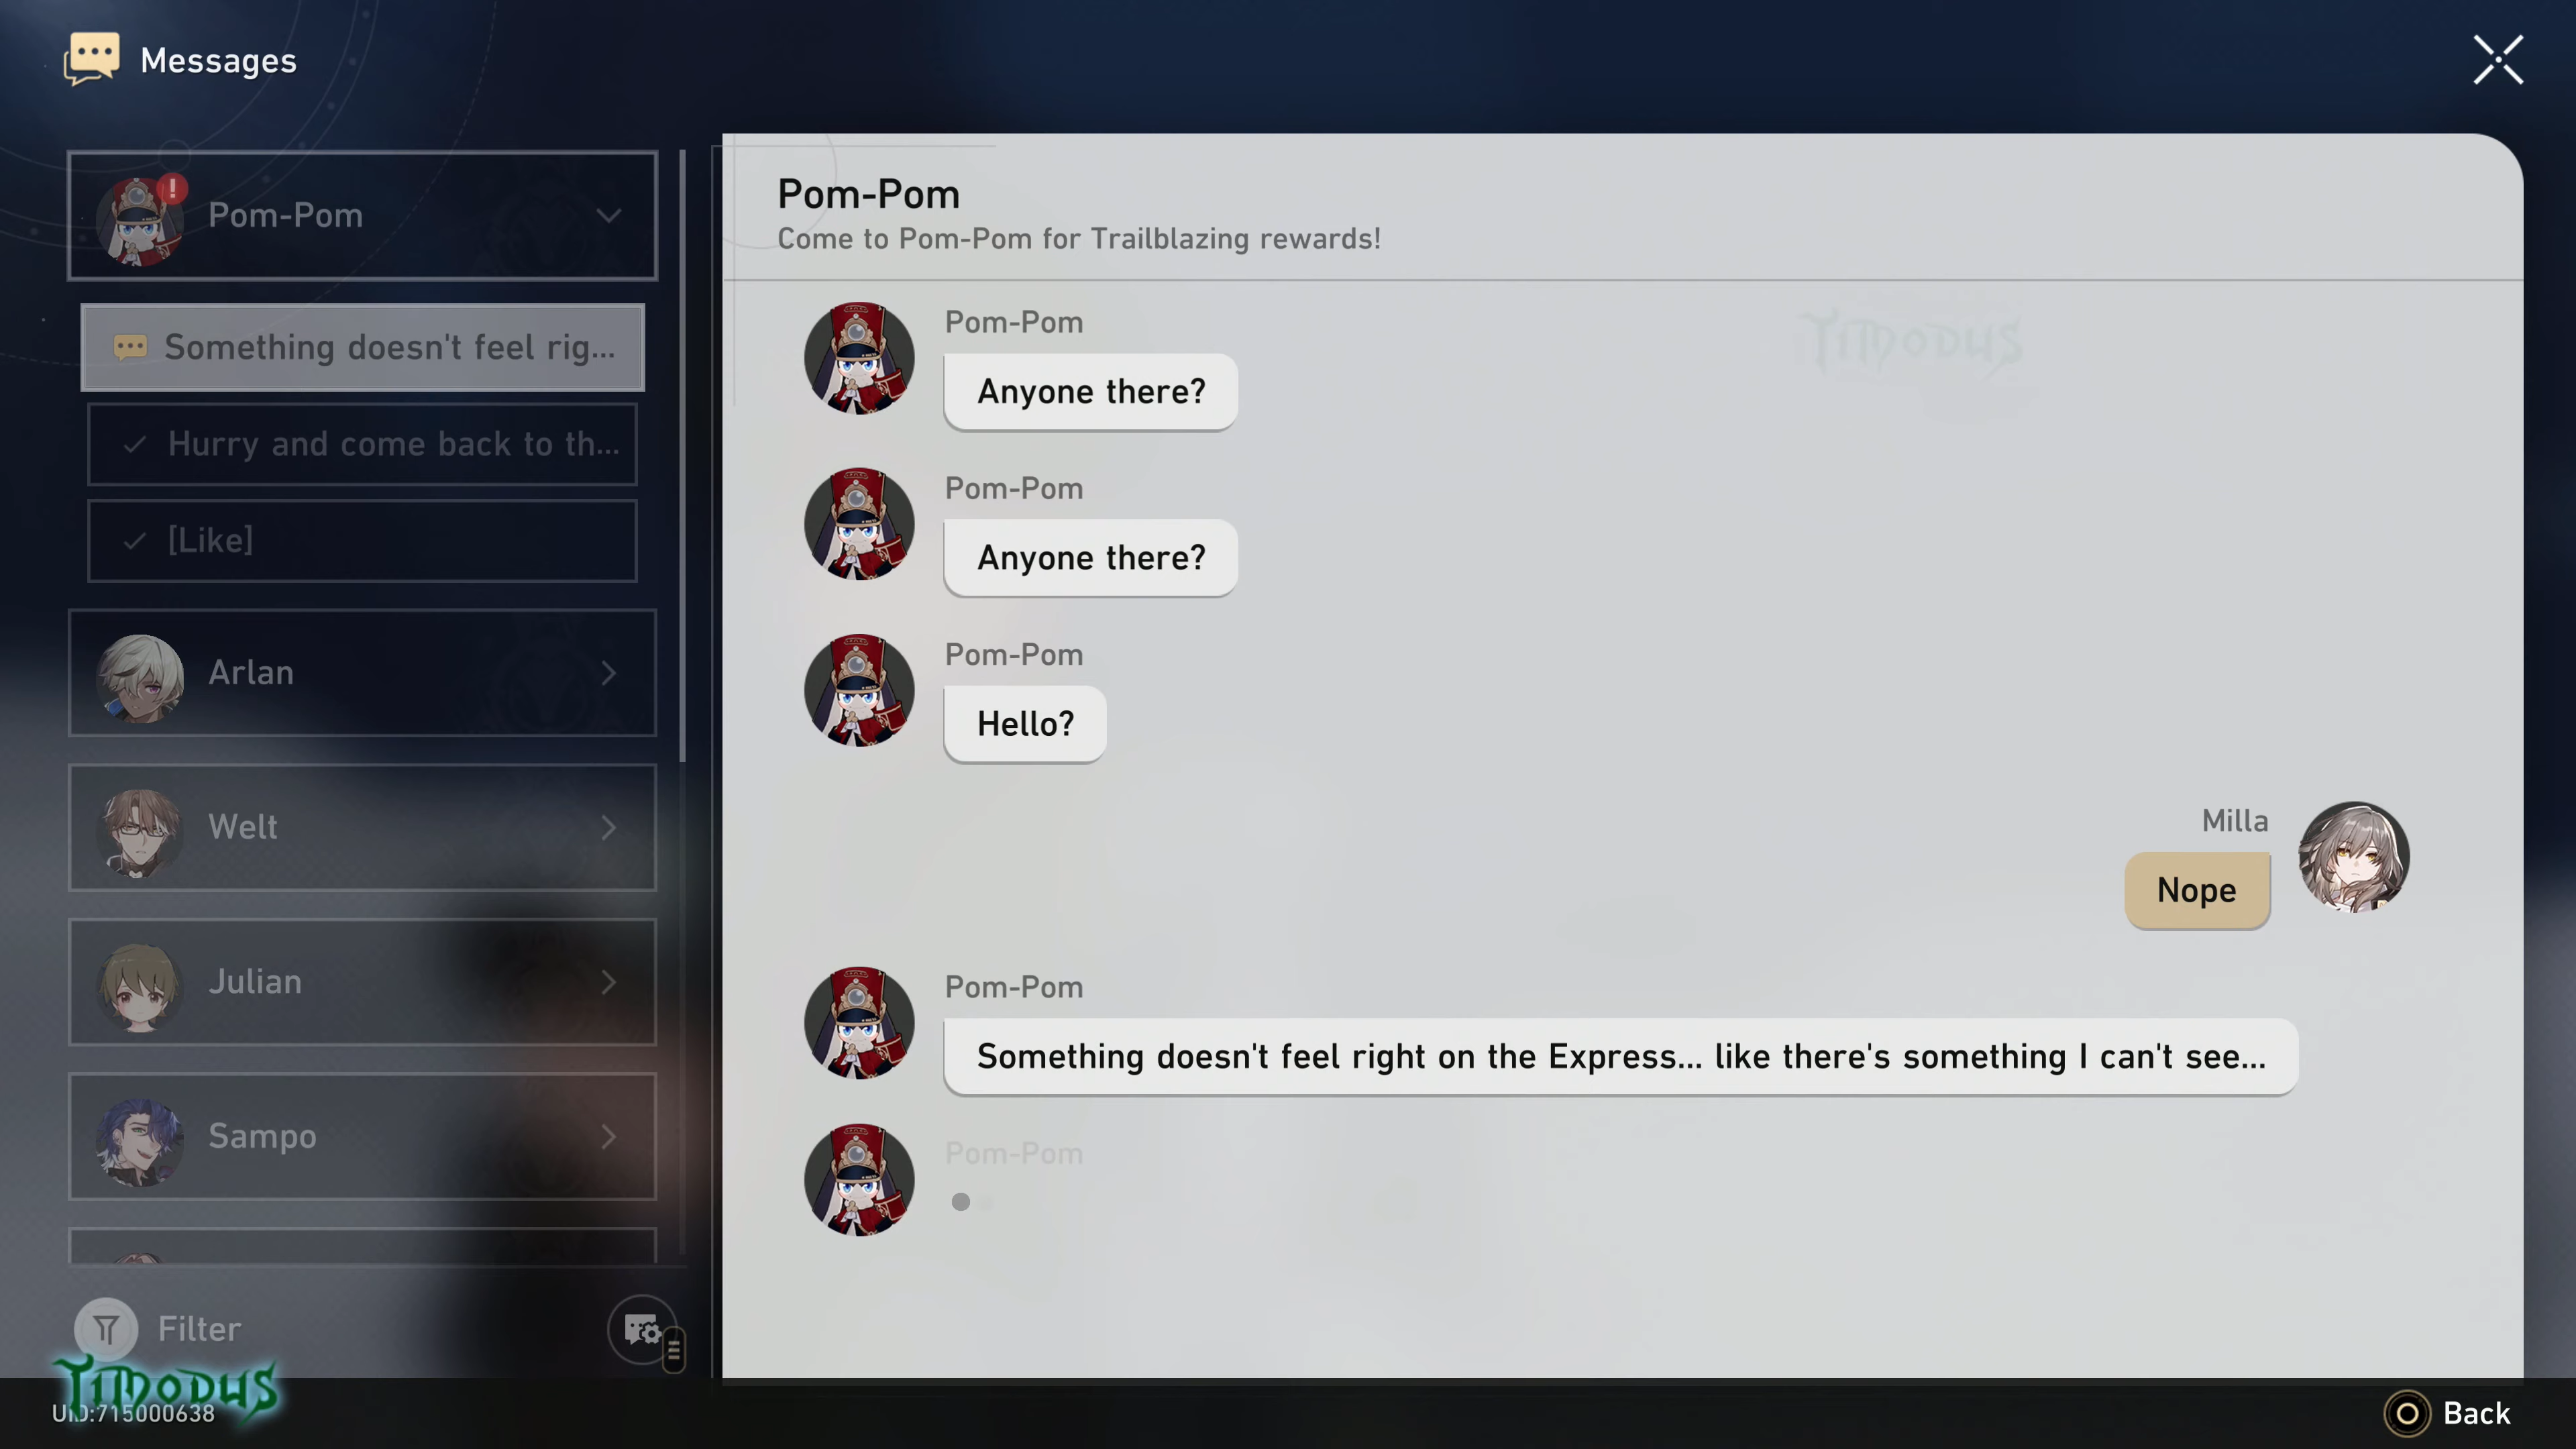 Messages
Pom-Pom
Something doesn't feel rig...
Hurry and come back to th...
[Like]
Arlan
Welt
Julian
Sampo
Filter
TIMODUS
UID:715000638
Pom-Pom
Come to Pom-Pom for Trailblazing rewards!
TIMODUS
Pom-Pom
Anyone there?
Pom-Pom
Anyone there?
Pom-Pom
Hello?
Milla
Nope
Pom-Pom
Something doesn't feel right on the Express... like there's something I can't see...
Pom-Pom
Back